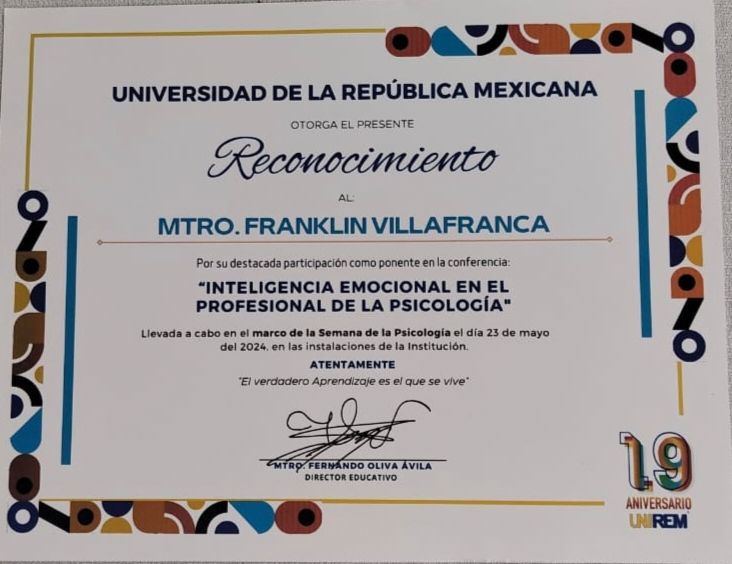 UNIVERSIDAD DE LA REPÚBLICA MEXICANA
OTORGA EL PRESENTE
Reconocimiento
AL:
MTRO. FRANKLIN VILLAFRANCA
Por su destacada participación como ponente en la conferencia:
“INTELIGENCIA EMOCIONAL EN EL
PROFESIONAL DE LA PSICOLOGÍA"
Llevada a cabo en el marco de la Semana de la Psicología el día 23 de mayo
del 2024, en las instalaciones de la Institución.
ATENTAMENTE
"El verdadero Aprendizaje es el que se vive"
MTRO. FERNANDO OLIVA ÁVILA
DIRECTOR EDUCATIVO
19
ANIVERSARIO
UNIREM